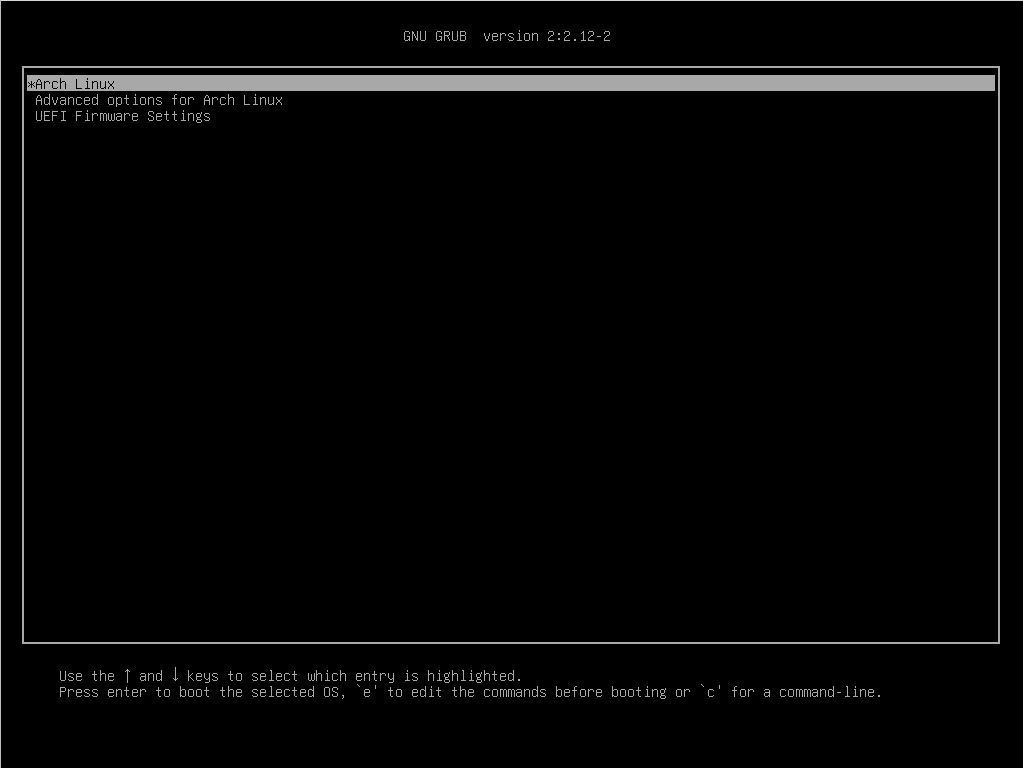 GNU GRUB  version 2:2.12-2
*Arch Linux
Advanced options for Arch Linux
UEFI Firmware Settings
Use the ↑ and ↓ keys to select which entry is highlighted.
Press enter to boot the selected OS, `e' to edit the commands before booting or `c' for a command-line.